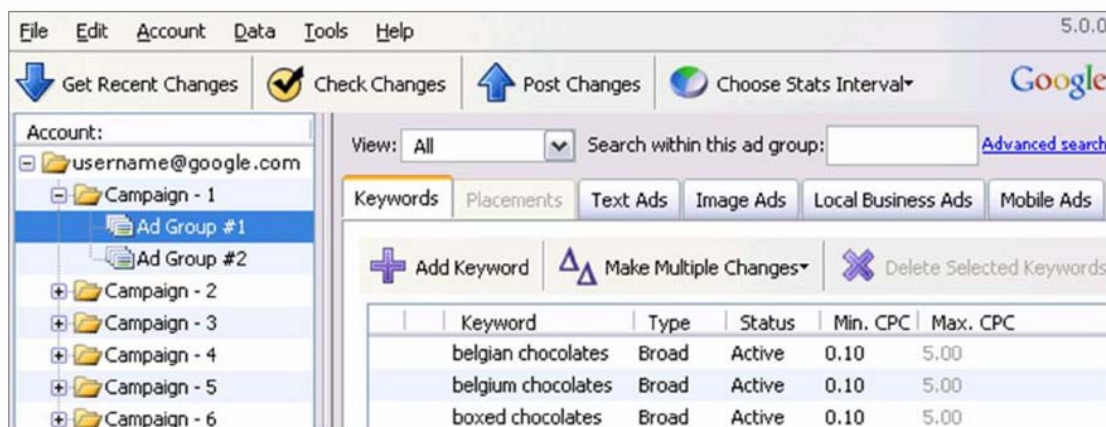 File Edit Account Data Tools Help 5.0.0
Get Recent Changes Check Changes Post Changes Choose Stats Interval Google
Account:
username@google.com
Campaign - 1
Ad Group #1
Ad Group #2
Campaign - 2
Campaign - 3
Campaign - 4
Campaign - 5
Campaign - 6
View: All Search within this ad group: Advanced search
Keywords Placements Text Ads Image Ads Local Business Ads Mobile Ads
Add Keyword Make Multiple Changes Delete Selected Keywords
Keyword Type Status Min. CPC Max. CPC
belgian chocolates Broad Active 0.10 5.00
belgium chocolates Broad Active 0.10 5.00
boxed chocolates Broad Active 0.10 5.00